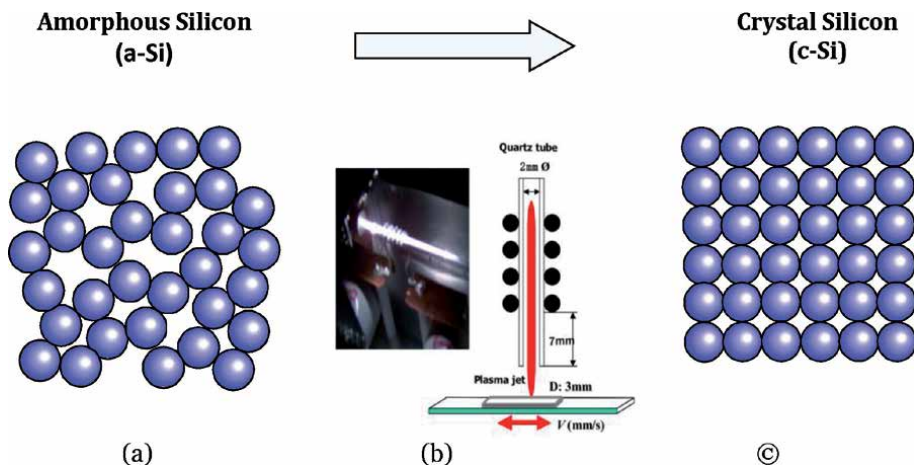 Amorphous Silicon
(a-Si)
Crystal Silicon
(c-Si)
Quartz tube
2mm Ø
7mm
Plasma jet
D: 3mm
V (mm/s)
(a)
(b)
©